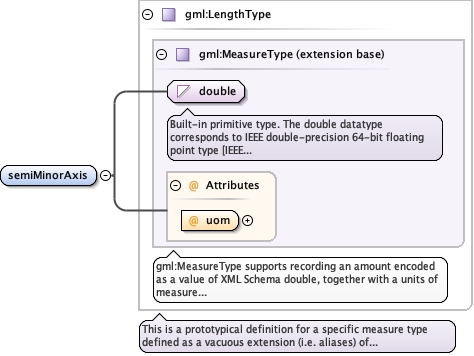 gml:LengthType
gml:MeasureType (extension base)
double
Built-in primitive type. The double datatype
corresponds to IEEE double-precision 64-bit floating
point type [IEEE...
semiMinorAxis
@ Attributes
@ uom
gml:MeasureType supports recording an amount encoded
as a value of XML Schema double, together with a units of
measure...
This is a prototypical definition for a specific measure type
defined as a vacuous extension (i.e. aliases) of...